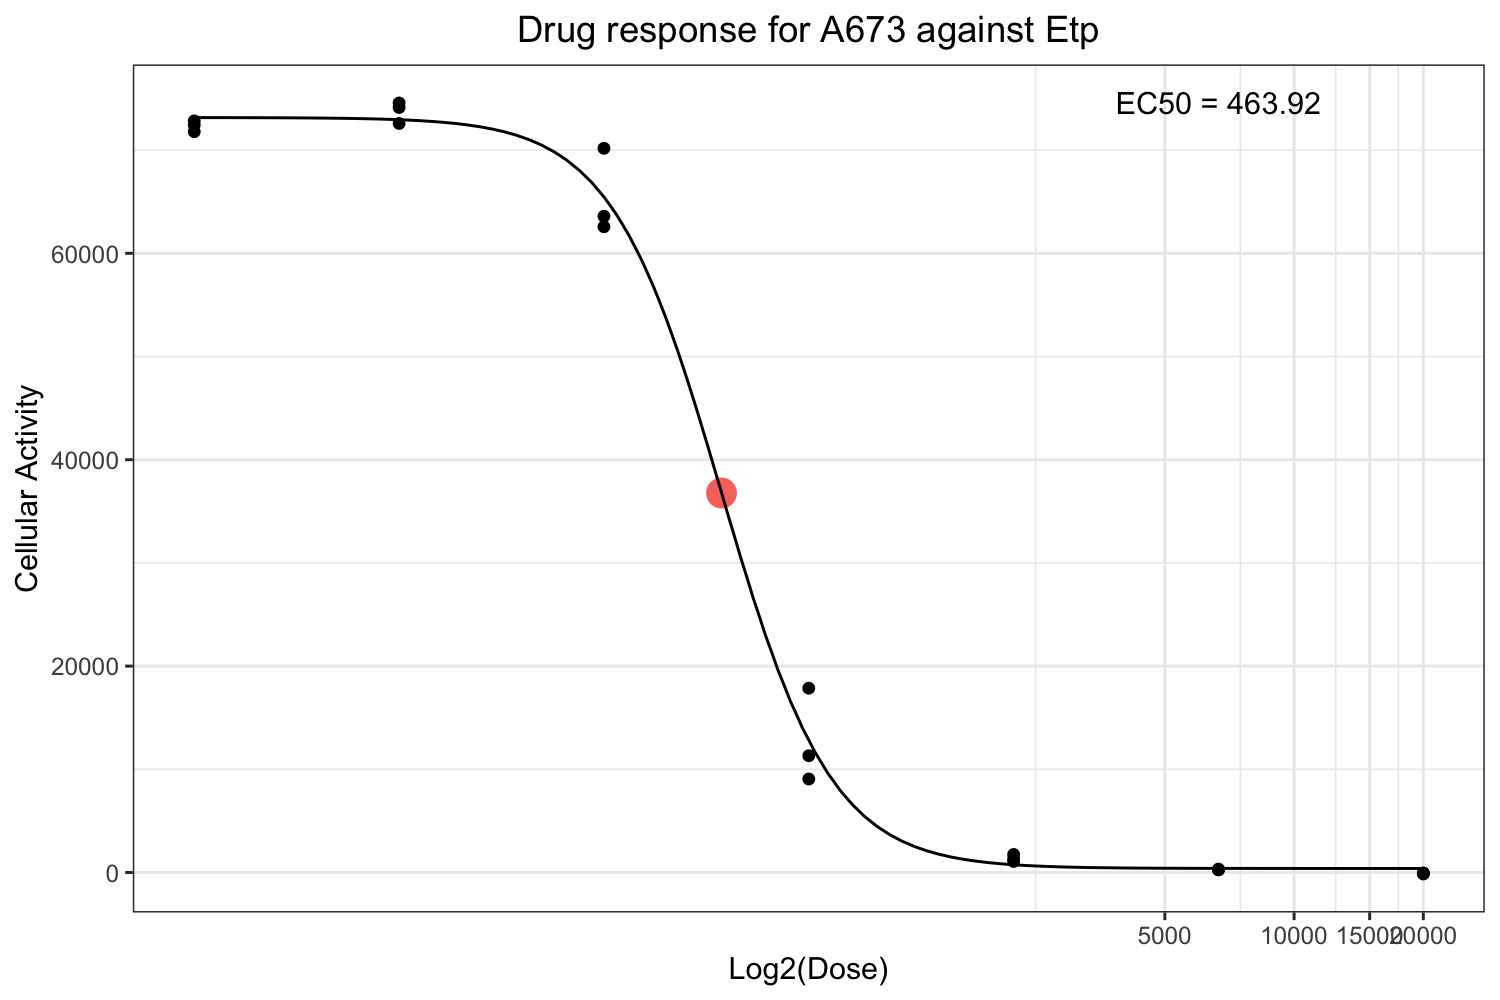 Drug response for A673 against Etp
EC50 = 463.92
Cellular Activity
60000
40000
20000
0
5000 10000 15000 20000
Log2(Dose)